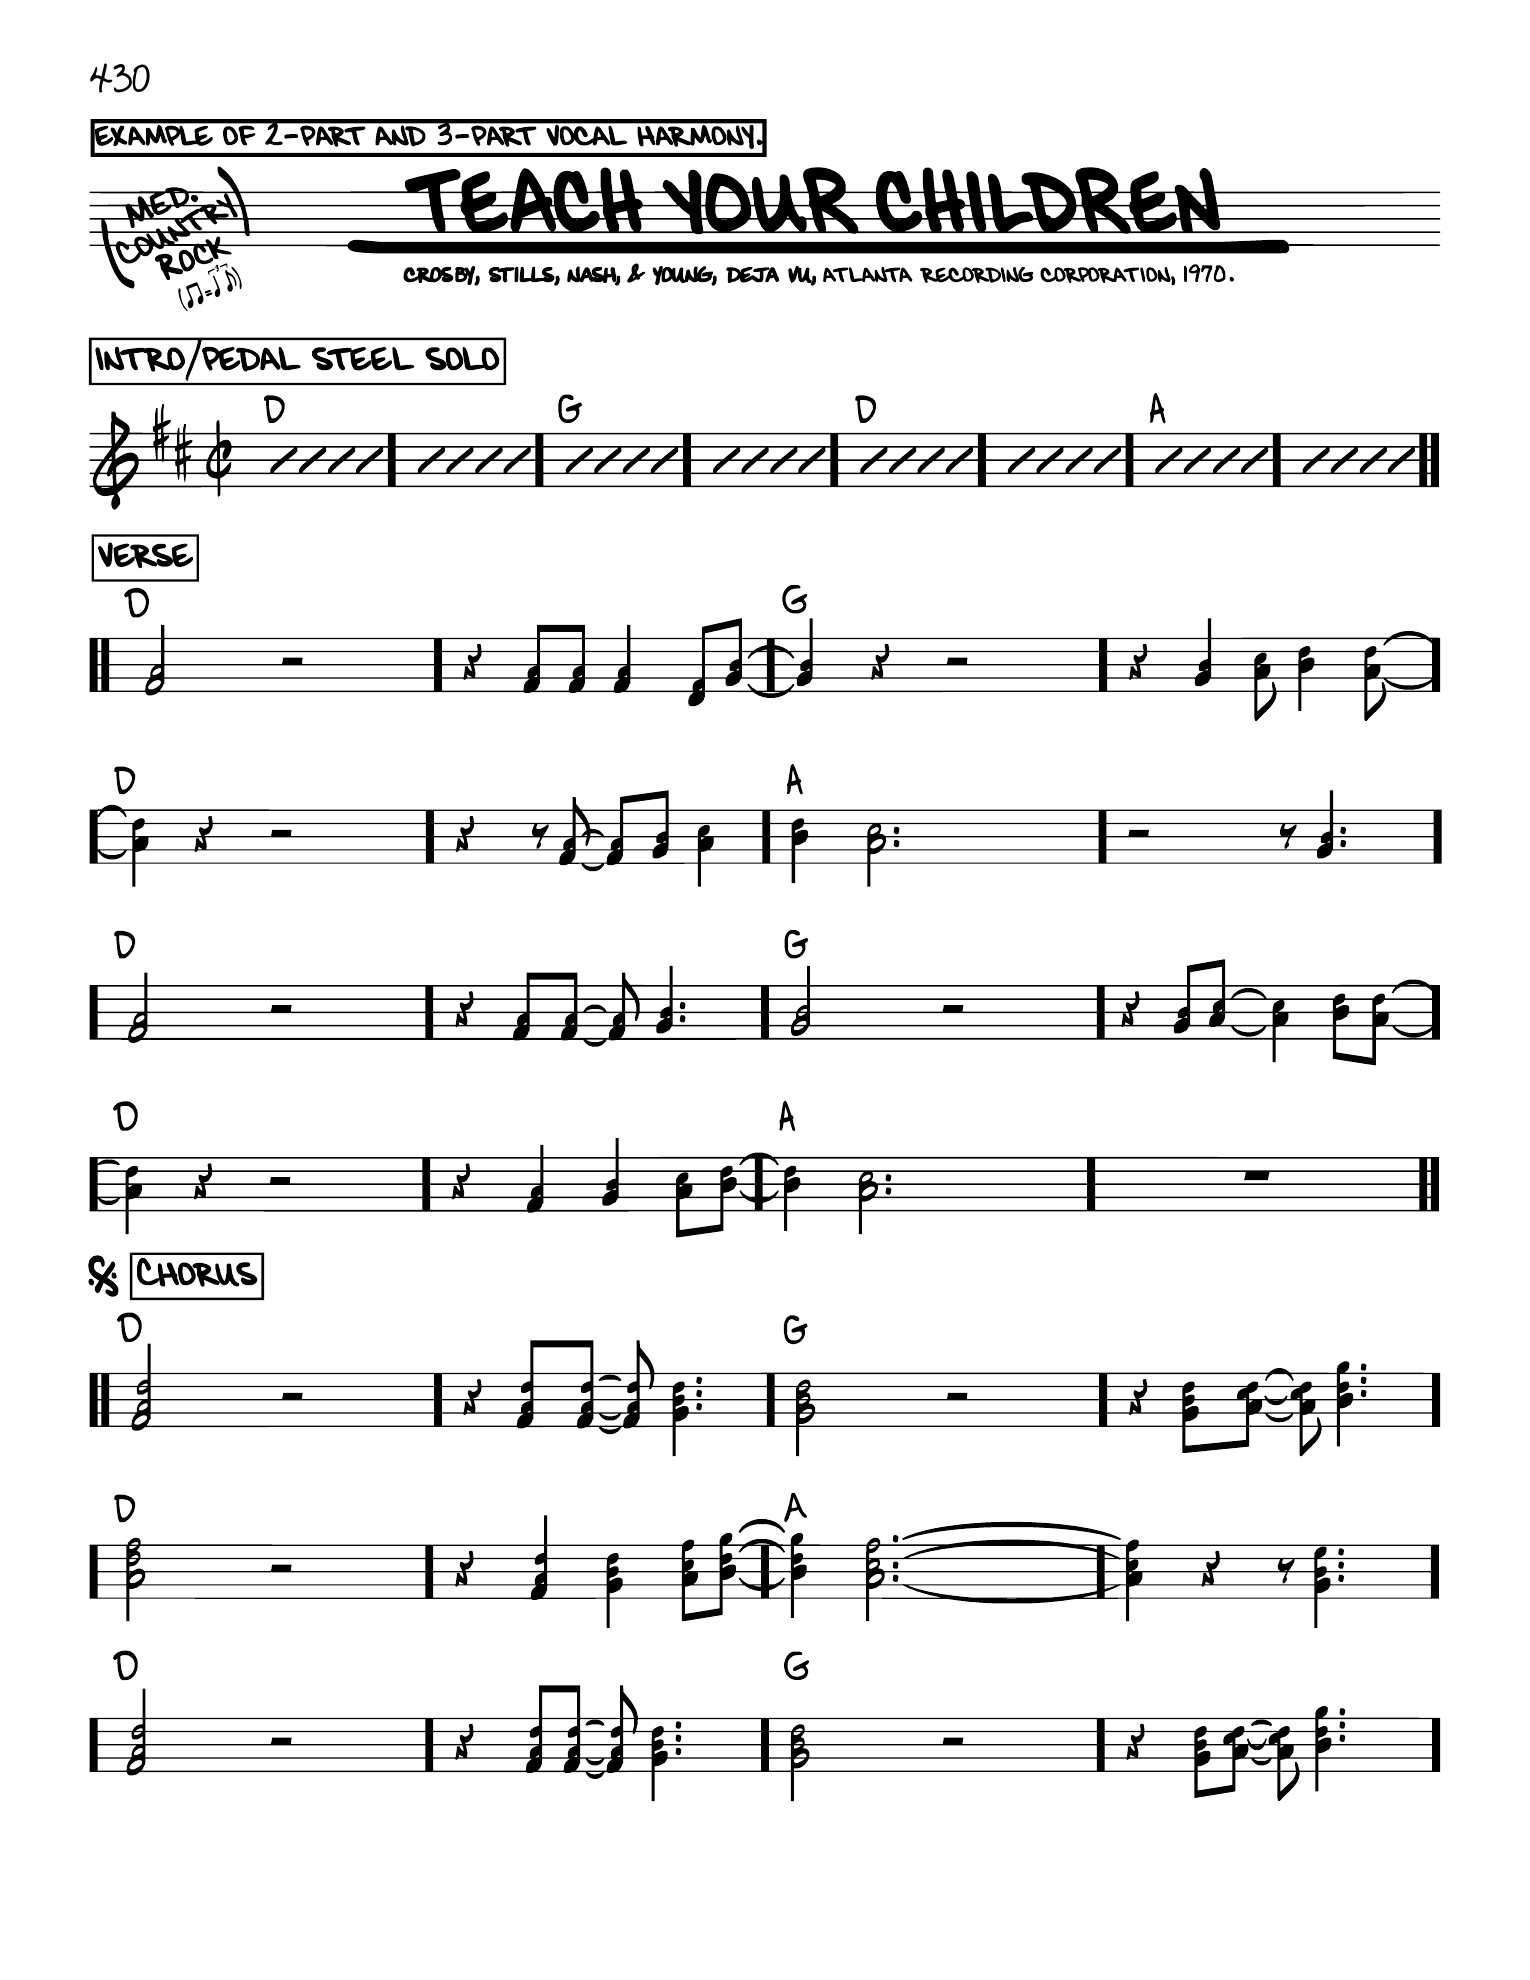 430
EXAMPLE OF 2-PART AND 3-PART VOCAL HARMONY.
(MED. COUNTRY ROCK)
TEACH YOUR CHILDREN
CROSBY, STILLS, NASH, & YOUNG, DEJA VU, ATLANTA RECORDING CORPORATION, 1970.
INTRO/PEDAL STEEL SOLO
D G D A
VERSE
D G
D A
D G
D A
CHORUS
D G
D A
D G